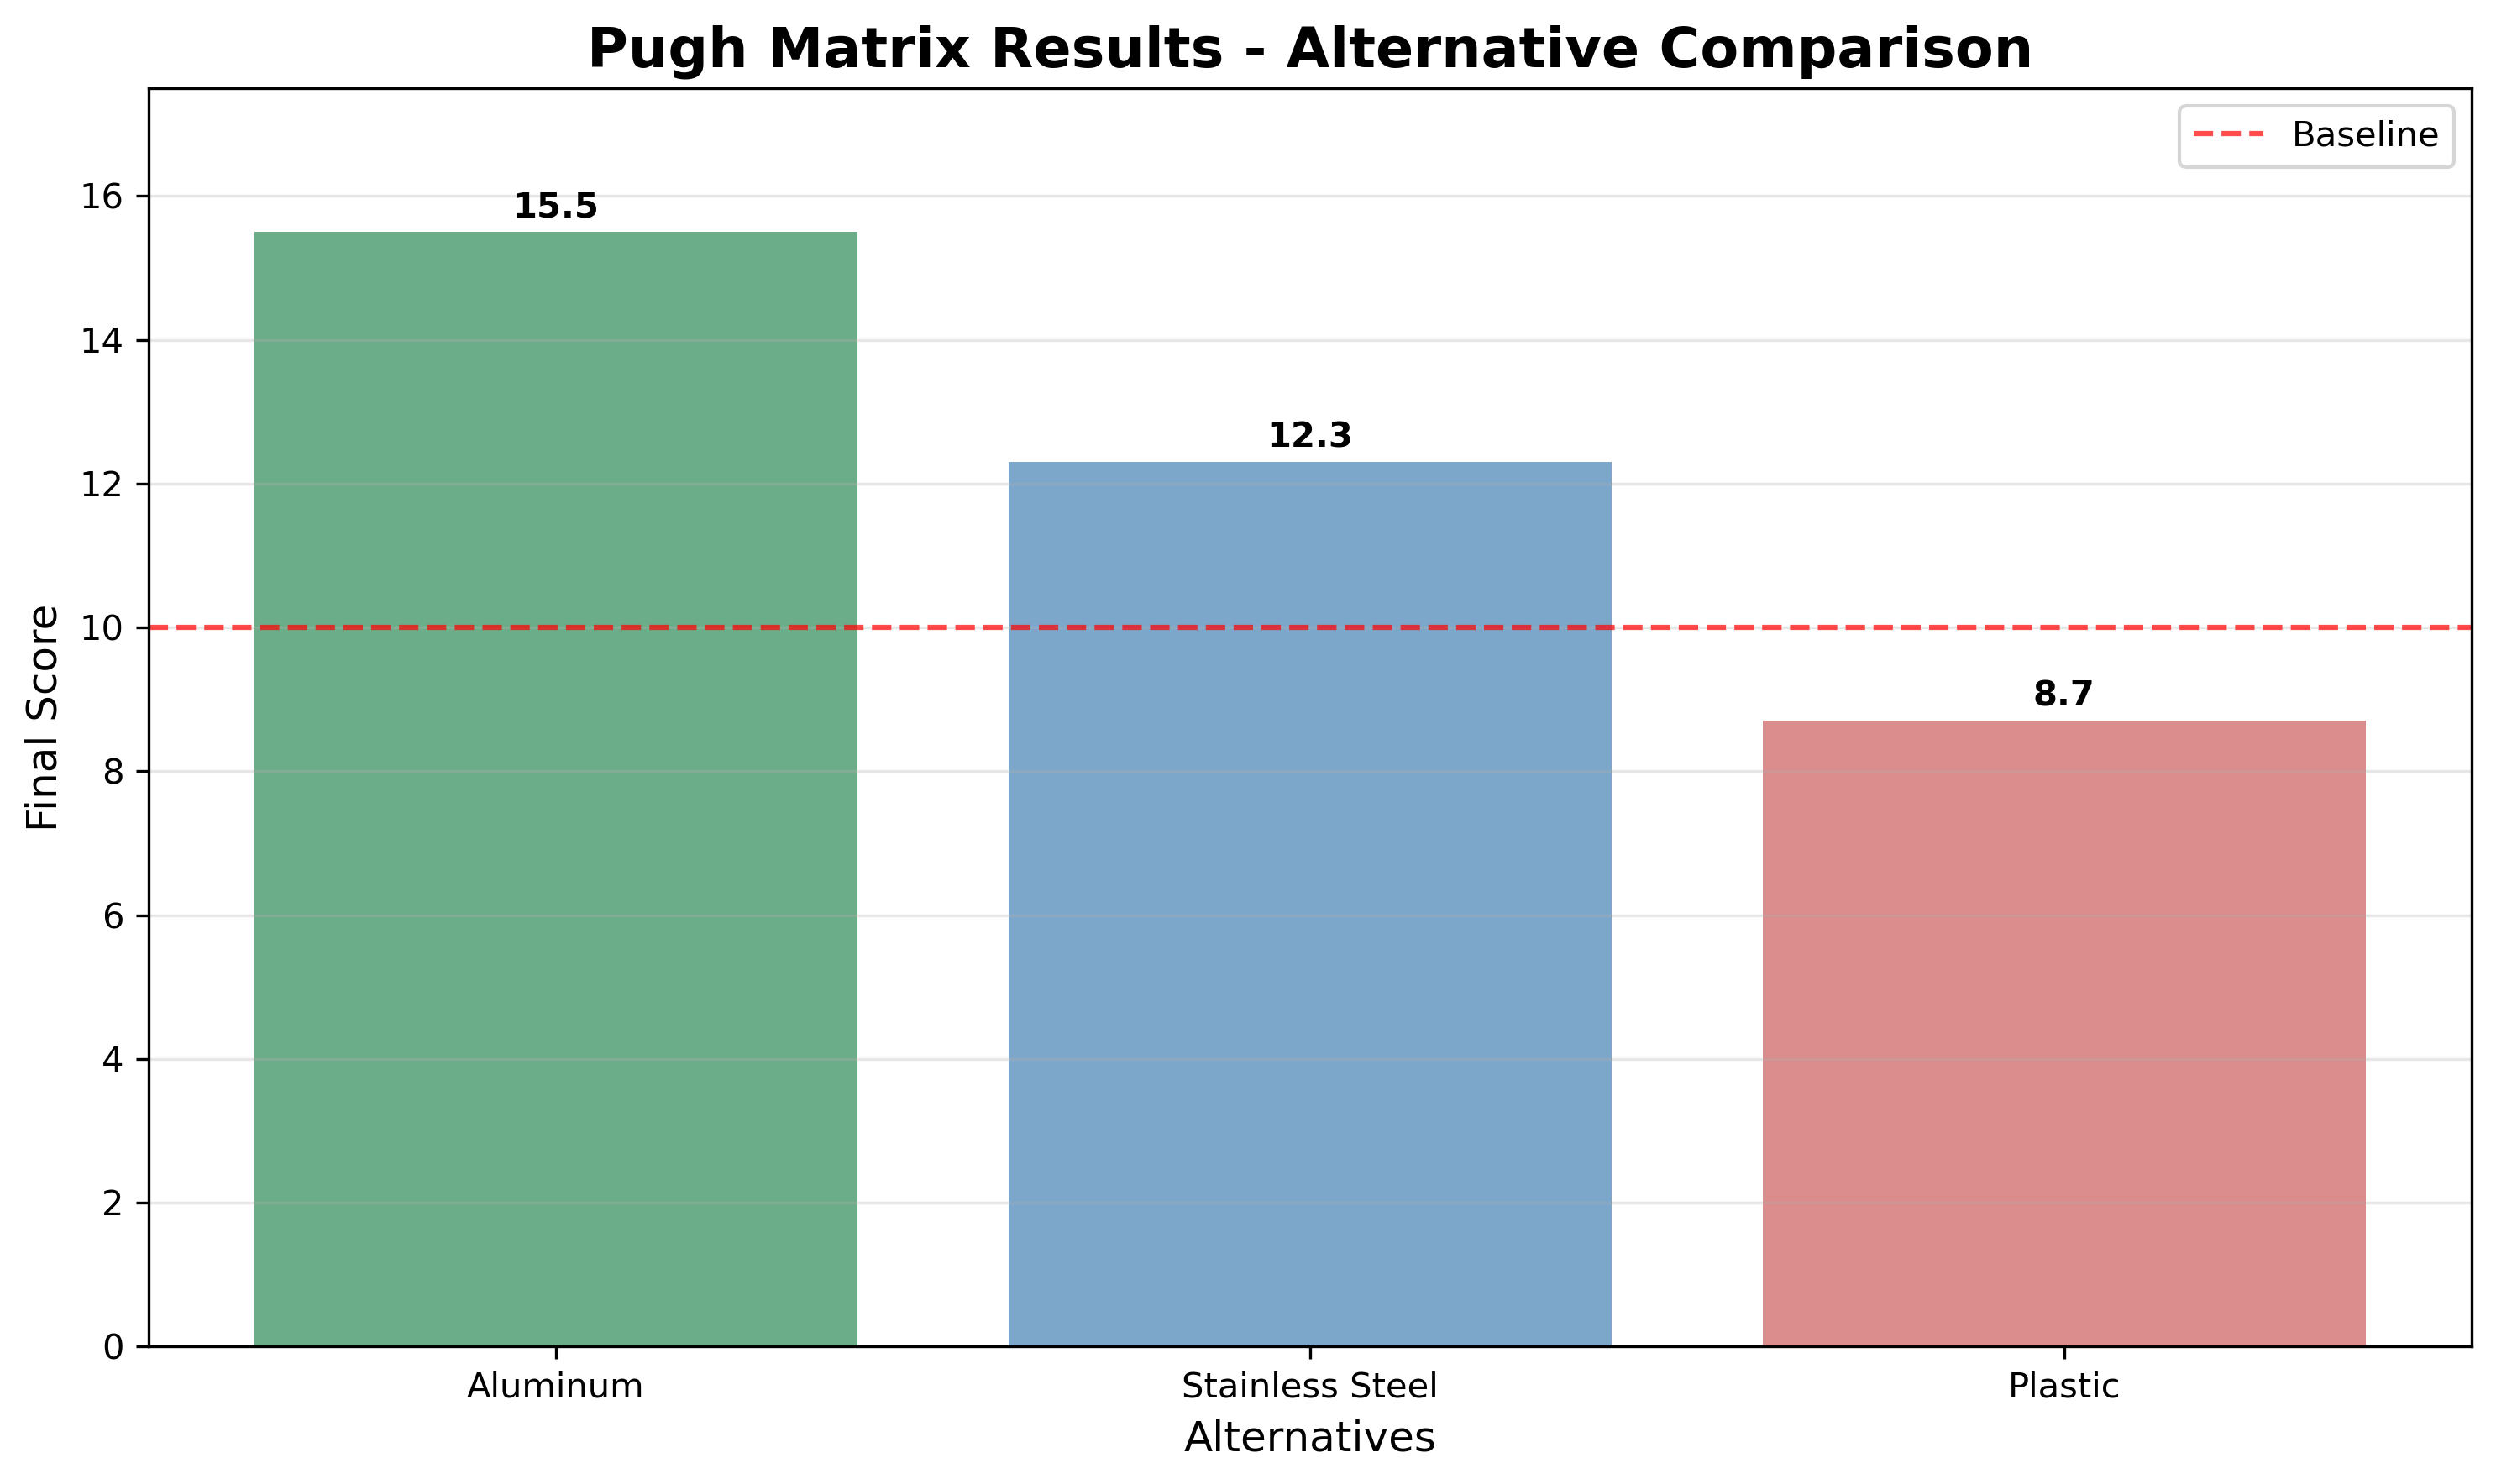 Pugh Matrix Results - Alternative Comparison
Baseline
Final Score
16
14
12
10
8
6
4
2
0
15.5
12.3
8.7
Aluminum
Stainless Steel
Plastic
Alternatives